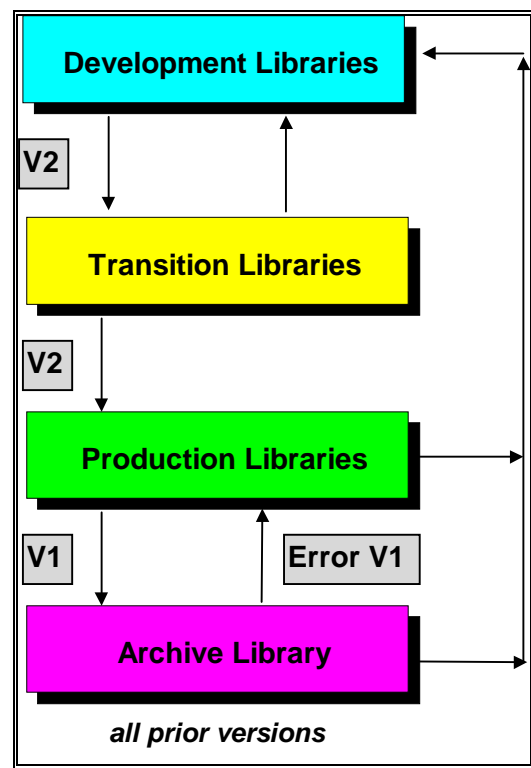 Development Libraries
V2
Transition Libraries
V2
Production Libraries
V1
Error V1
Archive Library
all prior versions